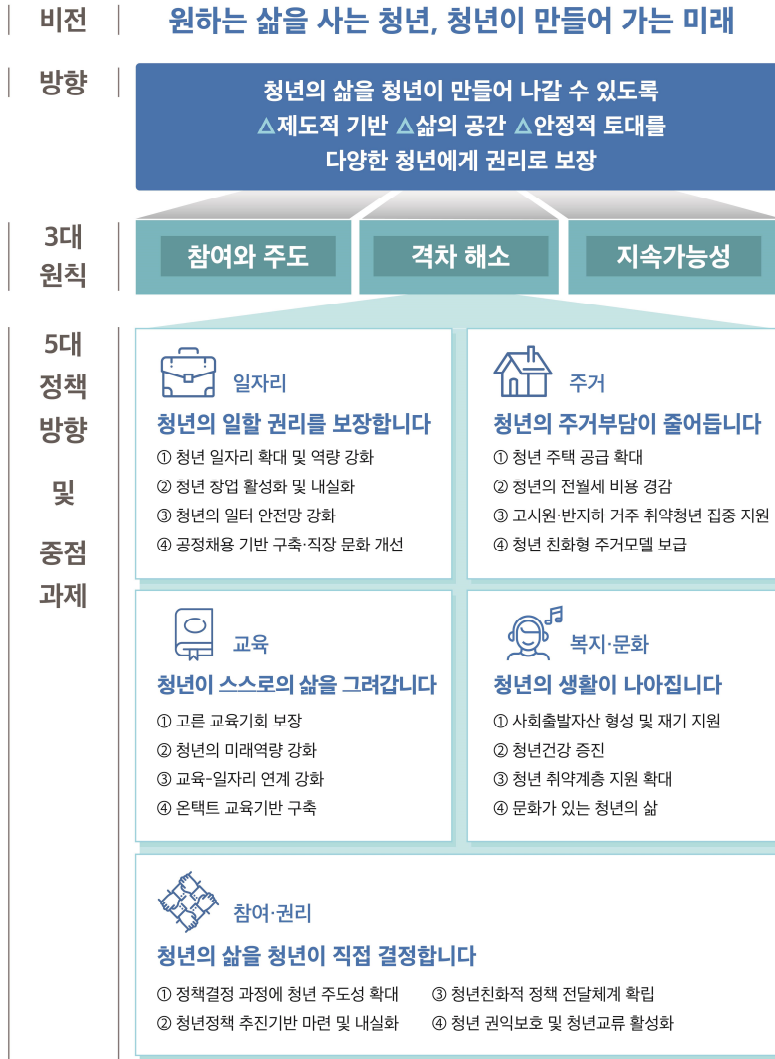 비전
원하는 삶을 사는 청년, 청년이 만들어 가는 미래
방향
청년의 삶을 청년이 만들어 나갈 수 있도록
△제도적 기반 △삶의 공간 △안정적 토대를
다양한 청년에게 권리로 보장
3대
원칙
참여와 주도
격차 해소
지속가능성
5대
정책
방향
및
중점
과제
일자리
청년의 일할 권리를 보장합니다
① 청년 일자리 확대 및 역량 강화
② 청년 창업 활성화 및 내실화
③ 청년의 일터 안전망 강화
④ 공정채용 기반 구축·직장 문화 개선
주거
청년의 주거부담이 줄어듭니다
① 청년 주택 공급 확대
② 청년의 전월세 비용 경감
③ 고시원·반지하 거주 취약청년 집중 지원
④ 청년 친화형 주거모델 보급
교육
청년이 스스로의 삶을 그려갑니다
① 고른 교육기회 보장
② 청년의 미래역량 강화
③ 교육-일자리 연계 강화
④ 온택트 교육기반 구축
복지·문화
청년의 생활이 나아집니다
① 사회출발자산 형성 및 재기 지원
② 청년건강 증진
③ 청년 취약계층 지원 확대
④ 문화가 있는 청년의 삶
참여·권리
청년의 삶을 청년이 직접 결정합니다
① 정책결정 과정에 청년 주도성 확대
② 청년정책 추진기반 마련 및 내실화
③ 청년친화적 정책 전달체계 확립
④ 청년 권익보호 및 청년교류 활성화